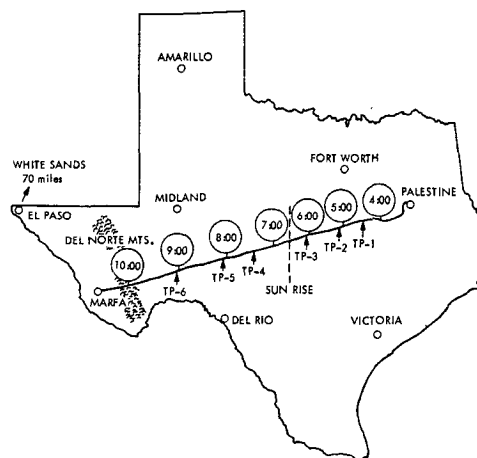 AMARILLO
WHITE SANDS
70 miles
FORT WORTH
EL PASO
MIDLAND
PALESTINE
DEL NORTE MTS.
10:00
9:00
8:00
7:00
6:00
5:00
4:00
TP-1
TP-2
TP-3
TP-4
TP-5
TP-6
SUN RISE
MARFA
DEL RIO
VICTORIA